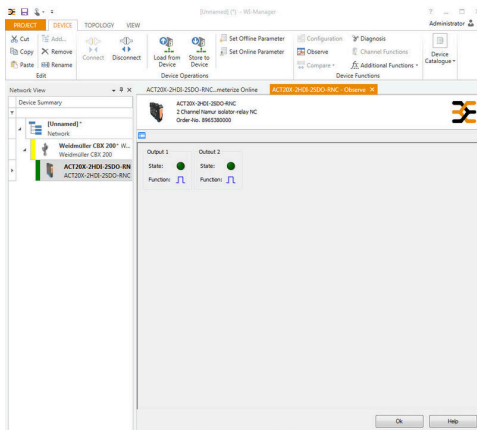 [Unnamed] (*) - WI-Manager
PROJECT DEVICE TOPOLOGY VIEW Administrator
Cut Add...
Copy Remove
Paste Rename
Connect Disconnect
Load from Device
Store to Device
Set Offline Parameter
Set Online Parameter
Configuration
Observe
Compare
Diagnosis
Channel Functions
Additional Functions
Device Catalogue
Edit Device Operations Device Functions
Network View
Device Summary
[Unnamed]*
Network
Weidmuller CBX 200* W...
Weidmüller CBX 200
ACT20X-2HDI-2SDO-RN
ACT20X-2HDI-2SDO-RNC
ACT20X-2HDI-2SDO-RNC...meterize Online ACT20X-2HDI-2SDO-RNC - Observe
ACT20X-2HDI-2SDO-RNC
2 Channel Namur isolator-relay NC
Order-No. 8965380000
Output 1 Output 2
State: State:
Function: Function:
Ok Help